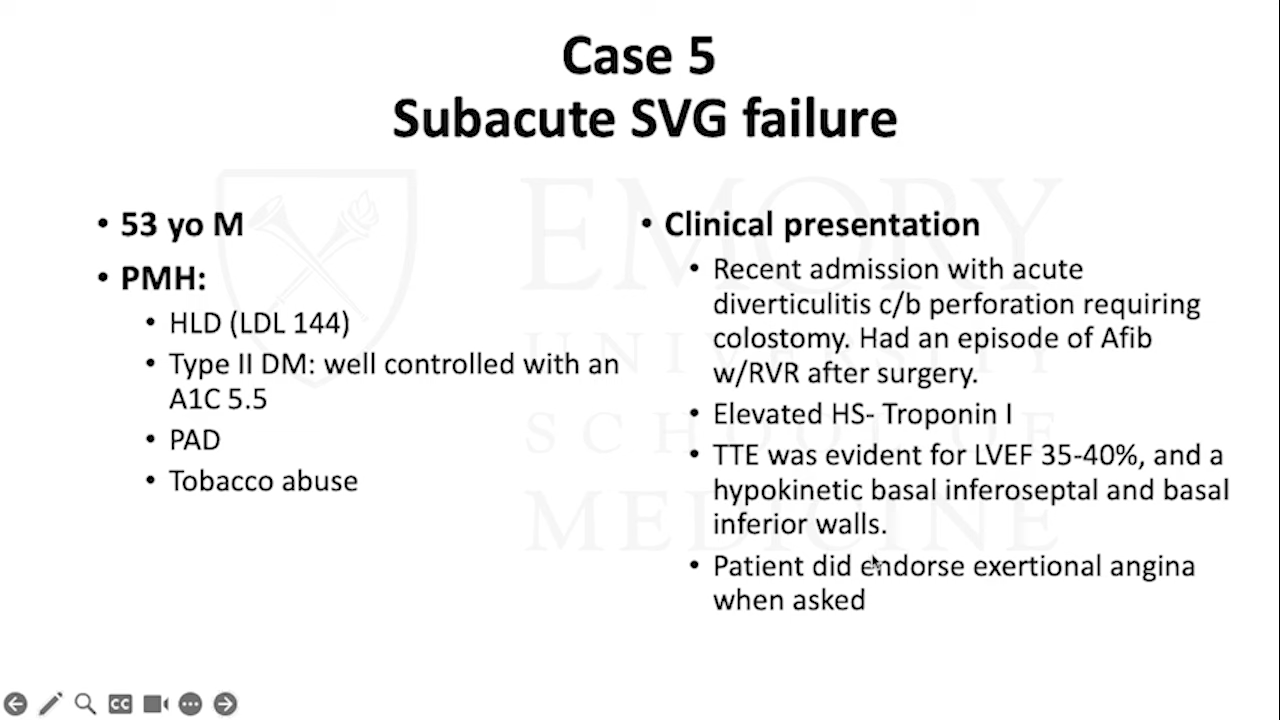 Case 5
Subacute SVG failure
• 53 yo M
• PMH:
• HLD (LDL 144)
• Type II DM: well controlled with an
A1C 5.5
• PAD
• Tobacco abuse
• Clinical presentation
• Recent admission with acute
diverticulitis c/b perforation requiring
colostomy. Had an episode of Afib
w/RVR after surgery.
• Elevated HS- Troponin I
• TTE was evident for LVEF 35-40%, and a
hypokinetic basal inferoseptal and basal
inferior walls.
• Patient did endorse exertional angina
when asked
EMORY
UNIVERSITY
SCHOOL OF
MEDICINE
CC